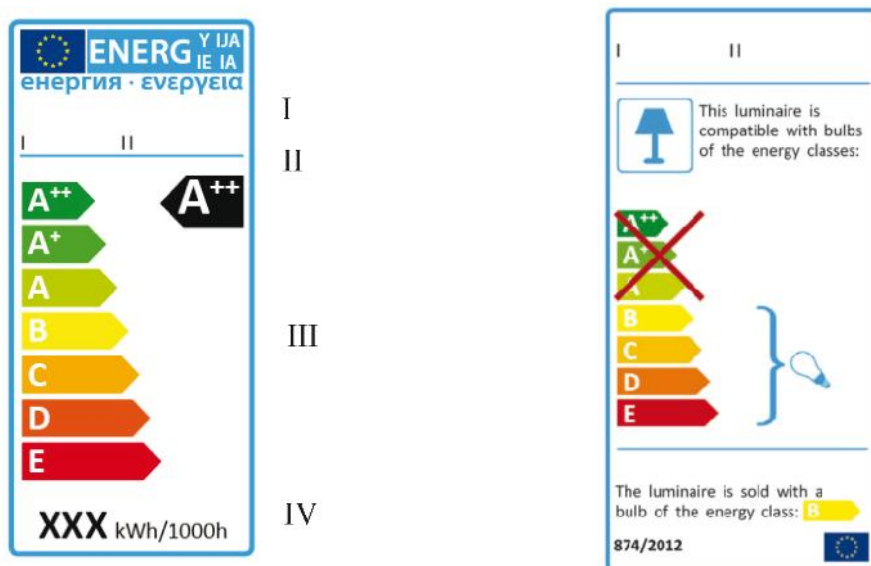 ENERG Y IJA
IE IA
енергия · ενεργεια
I II
A++ A++
A+
A
B
C
D
E
XXX kWh/1000h
I
II
III
IV
I II
This luminaire is
compatible with bulbs
of the energy classes:
A++
A+
A
B
C
D
E
The luminaire is sold with a
bulb of the energy class: B
874/2012